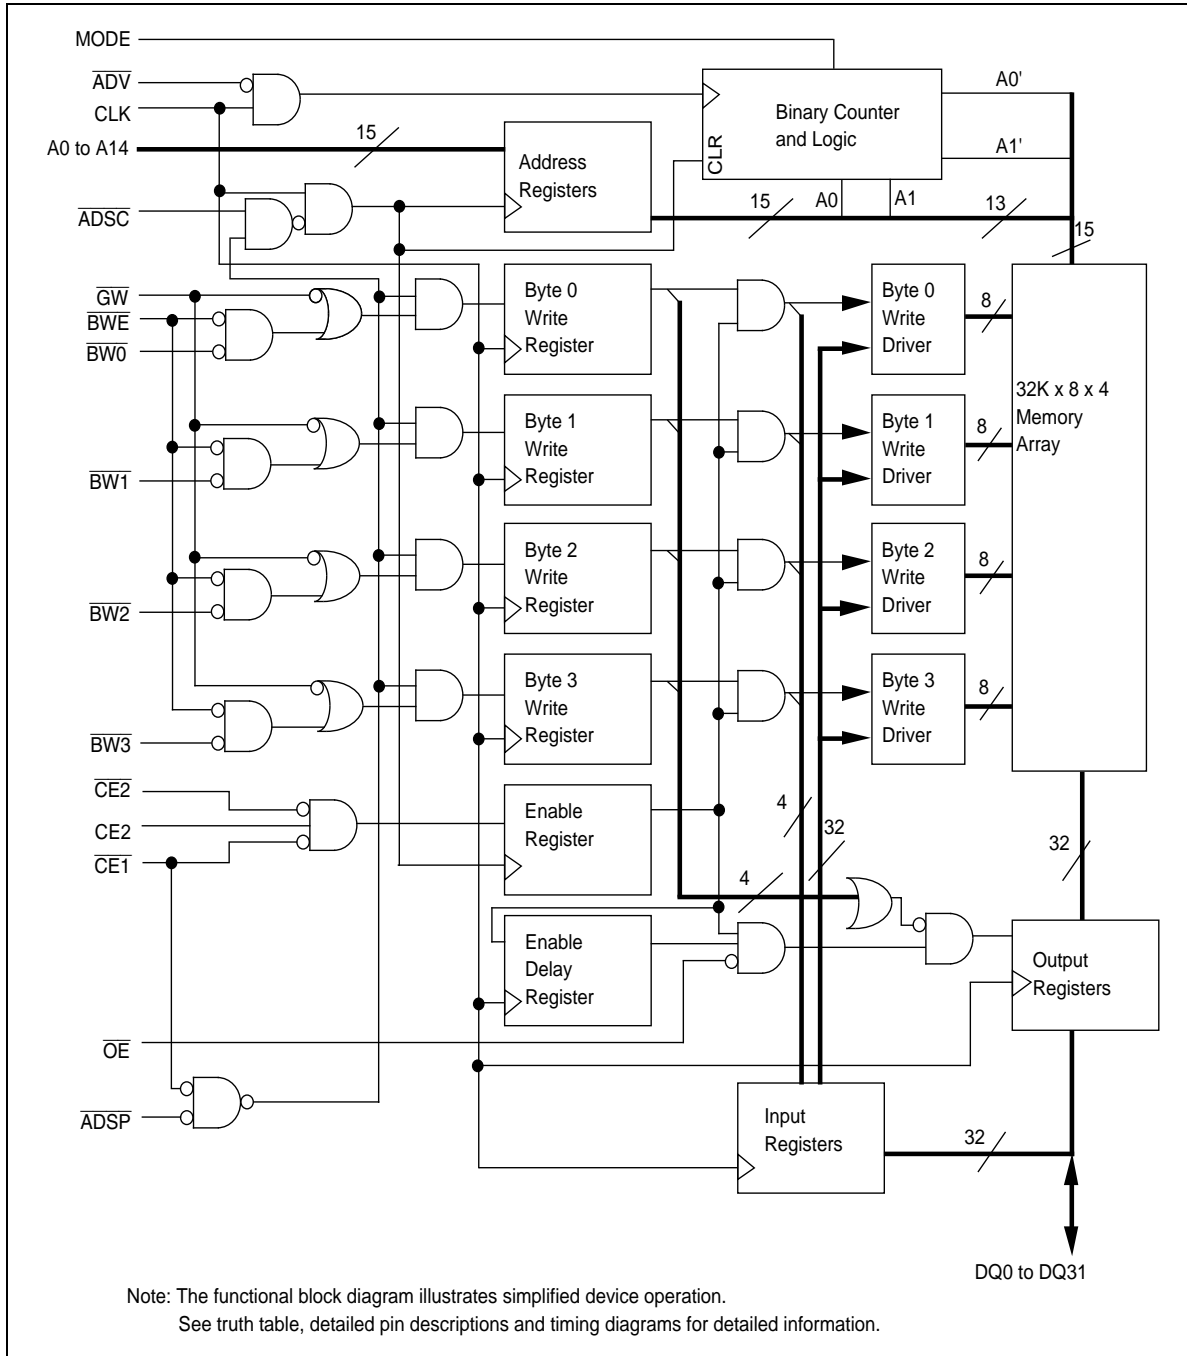 MODE
ADV
CLK
A0 to A14
15
ADSC
Address
Registers
Binary Counter
and Logic
CLR
A0'
A1'
A0
A1
15
13
15
GW
BWE
BW0
Byte 0
Write
Register
Byte 0
Write
Driver
8
32K x 8 x 4
Memory
Array
BW1
Byte 1
Write
Register
Byte 1
Write
Driver
8
BW2
Byte 2
Write
Register
Byte 2
Write
Driver
8
BW3
Byte 3
Write
Register
Byte 3
Write
Driver
8
CE2
CE2
CE1
Enable
Register
4
32
32
4
Enable
Delay
Register
Output
Registers
OE
ADSP
Input
Registers
32
DQ0 to DQ31
Note: The functional block diagram illustrates simplified device operation.
See truth table, detailed pin descriptions and timing diagrams for detailed information.